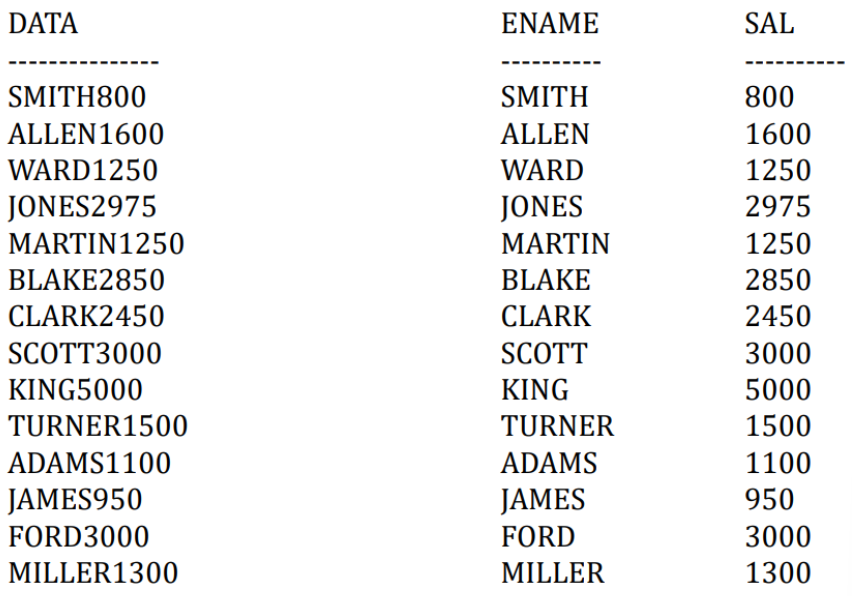 DATA ENAME SAL
--------------- ---------- ----------
SMITH800 SMITH 800
ALLEN1600 ALLEN 1600
WARD1250 WARD 1250
JONES2975 JONES 2975
MARTIN1250 MARTIN 1250
BLAKE2850 BLAKE 2850
CLARK2450 CLARK 2450
SCOTT3000 SCOTT 3000
KING5000 KING 5000
TURNER1500 TURNER 1500
ADAMS1100 ADAMS 1100
JAMES950 JAMES 950
FORD3000 FORD 3000
MILLER1300 MILLER 1300